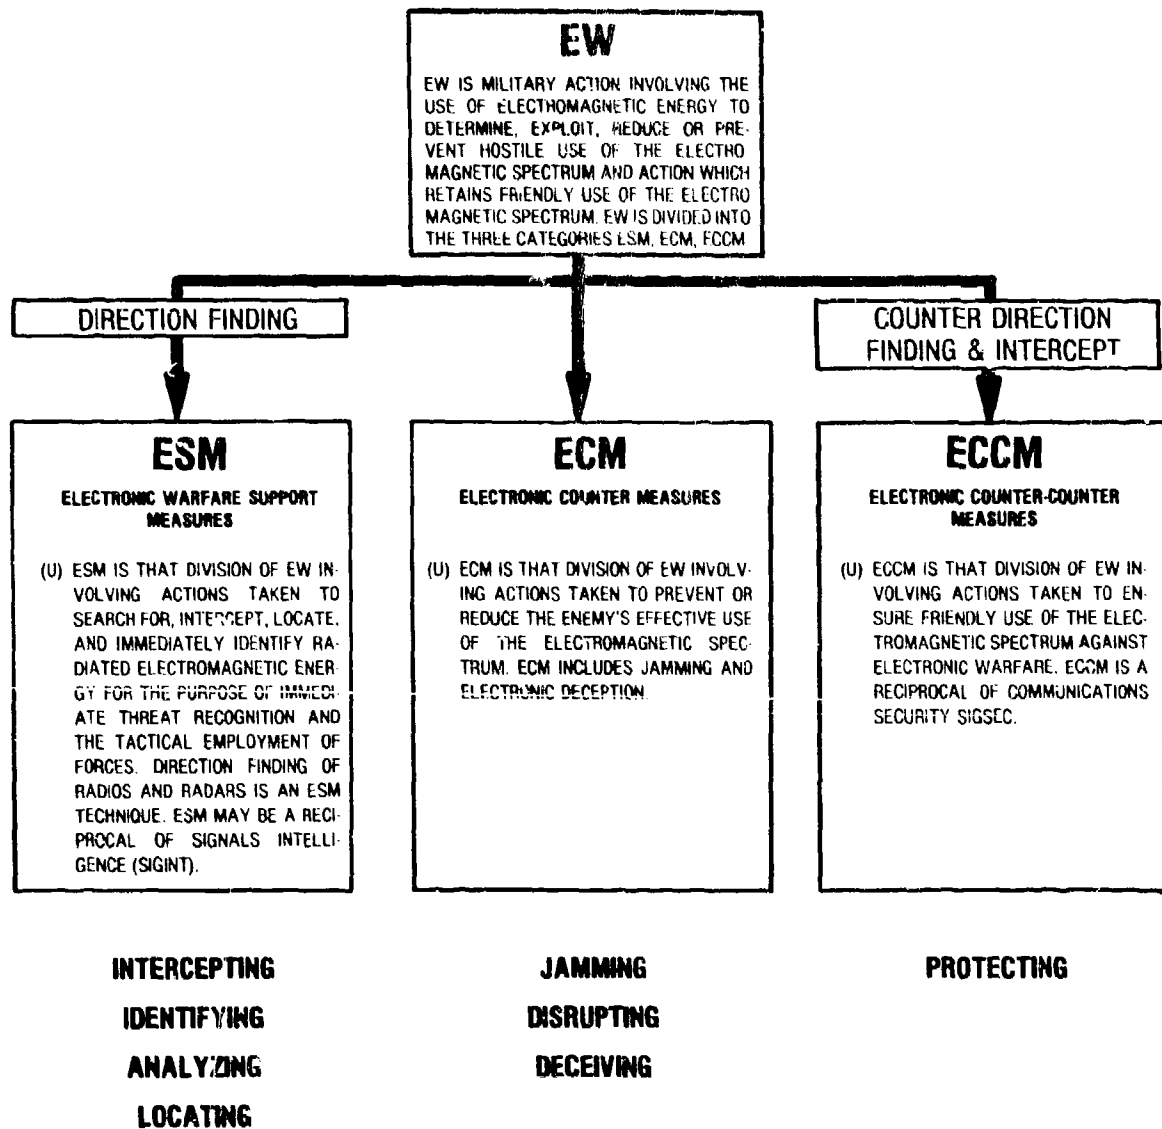 EW
EW IS MILITARY ACTION INVOLVING THE
USE OF ELECTROMAGNETIC ENERGY TO
DETERMINE, EXPLOIT, REDUCE OR PRE-
VENT HOSTILE USE OF THE ELECTRO
MAGNETIC SPECTRUM AND ACTION WHICH
RETAINS FRIENDLY USE OF THE ELECTRO
MAGNETIC SPECTRUM. EW IS DIVIDED INTO
THE THREE CATEGORIES ESM, ECM, ECCM
DIRECTION FINDING
COUNTER DIRECTION
FINDING & INTERCEPT
ESM
ELECTRONIC WARFARE SUPPORT
MEASURES
(U) ESM IS THAT DIVISION OF EW IN-
VOLVING ACTIONS TAKEN TO
SEARCH FOR, INTERCEPT, LOCATE,
AND IMMEDIATELY IDENTIFY RA-
DIATED ELECTROMAGNETIC ENER-
GY FOR THE PURPOSE OF IMMEDI-
ATE THREAT RECOGNITION AND
THE TACTICAL EMPLOYMENT OF
FORCES. DIRECTION FINDING OF
RADIOS AND RADARS IS AN ESM
TECHNIQUE. ESM MAY BE A RECI-
PROCAL OF SIGNALS INTELLI-
GENCE (SIGINT).
ECM
ELECTRONIC COUNTER MEASURES
(U) ECM IS THAT DIVISION OF EW INVOLV-
ING ACTIONS TAKEN TO PREVENT OR
REDUCE THE ENEMY'S EFFECTIVE USE
OF THE ELECTROMAGNETIC SPEC-
TRUM. ECM INCLUDES JAMMING AND
ELECTRONIC DECEPTION.
ECCM
ELECTRONIC COUNTER-COUNTER
MEASURES
(U) ECCM IS THAT DIVISION OF EW IN-
VOLVING ACTIONS TAKEN TO EN-
SURE FRIENDLY USE OF THE ELEC-
TROMAGNETIC SPECTRUM AGAINST
ELECTRONIC WARFARE. ECCM IS A
RECIPROCAL OF COMMUNICATIONS
SECURITY SIGSEC.
INTERCEPTING
IDENTIFYING
ANALYZING
LOCATING
JAMMING
DISRUPTING
DECEIVING
PROTECTING